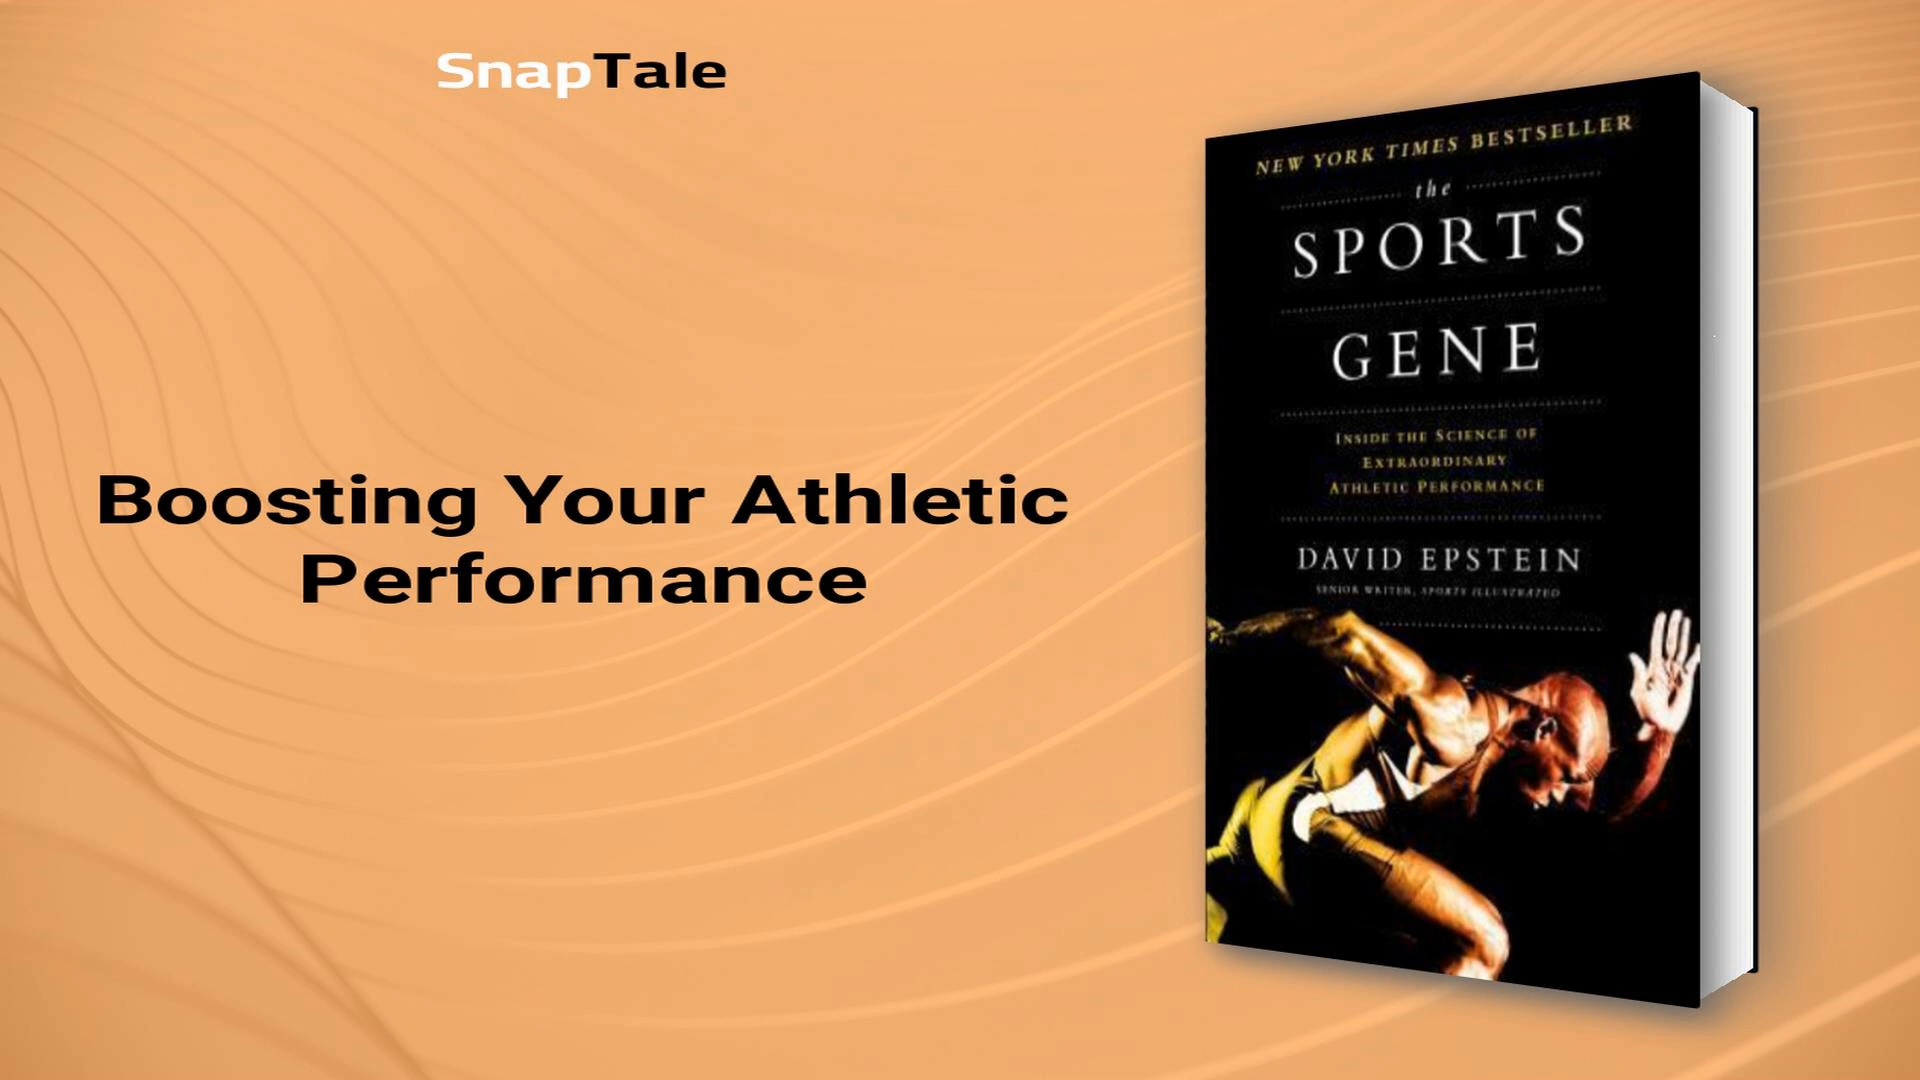 SnapTale
Boosting Your Athletic
Performance
NEW YORK TIMES BESTSELLER
the
SPORTS
GENE
INSIDE THE SCIENCE OF
EXTRAORDINARY
ATHLETIC PERFORMANCE
DAVID EPSTEIN
SENIOR WRITER, SPORTS ILLUSTRATED